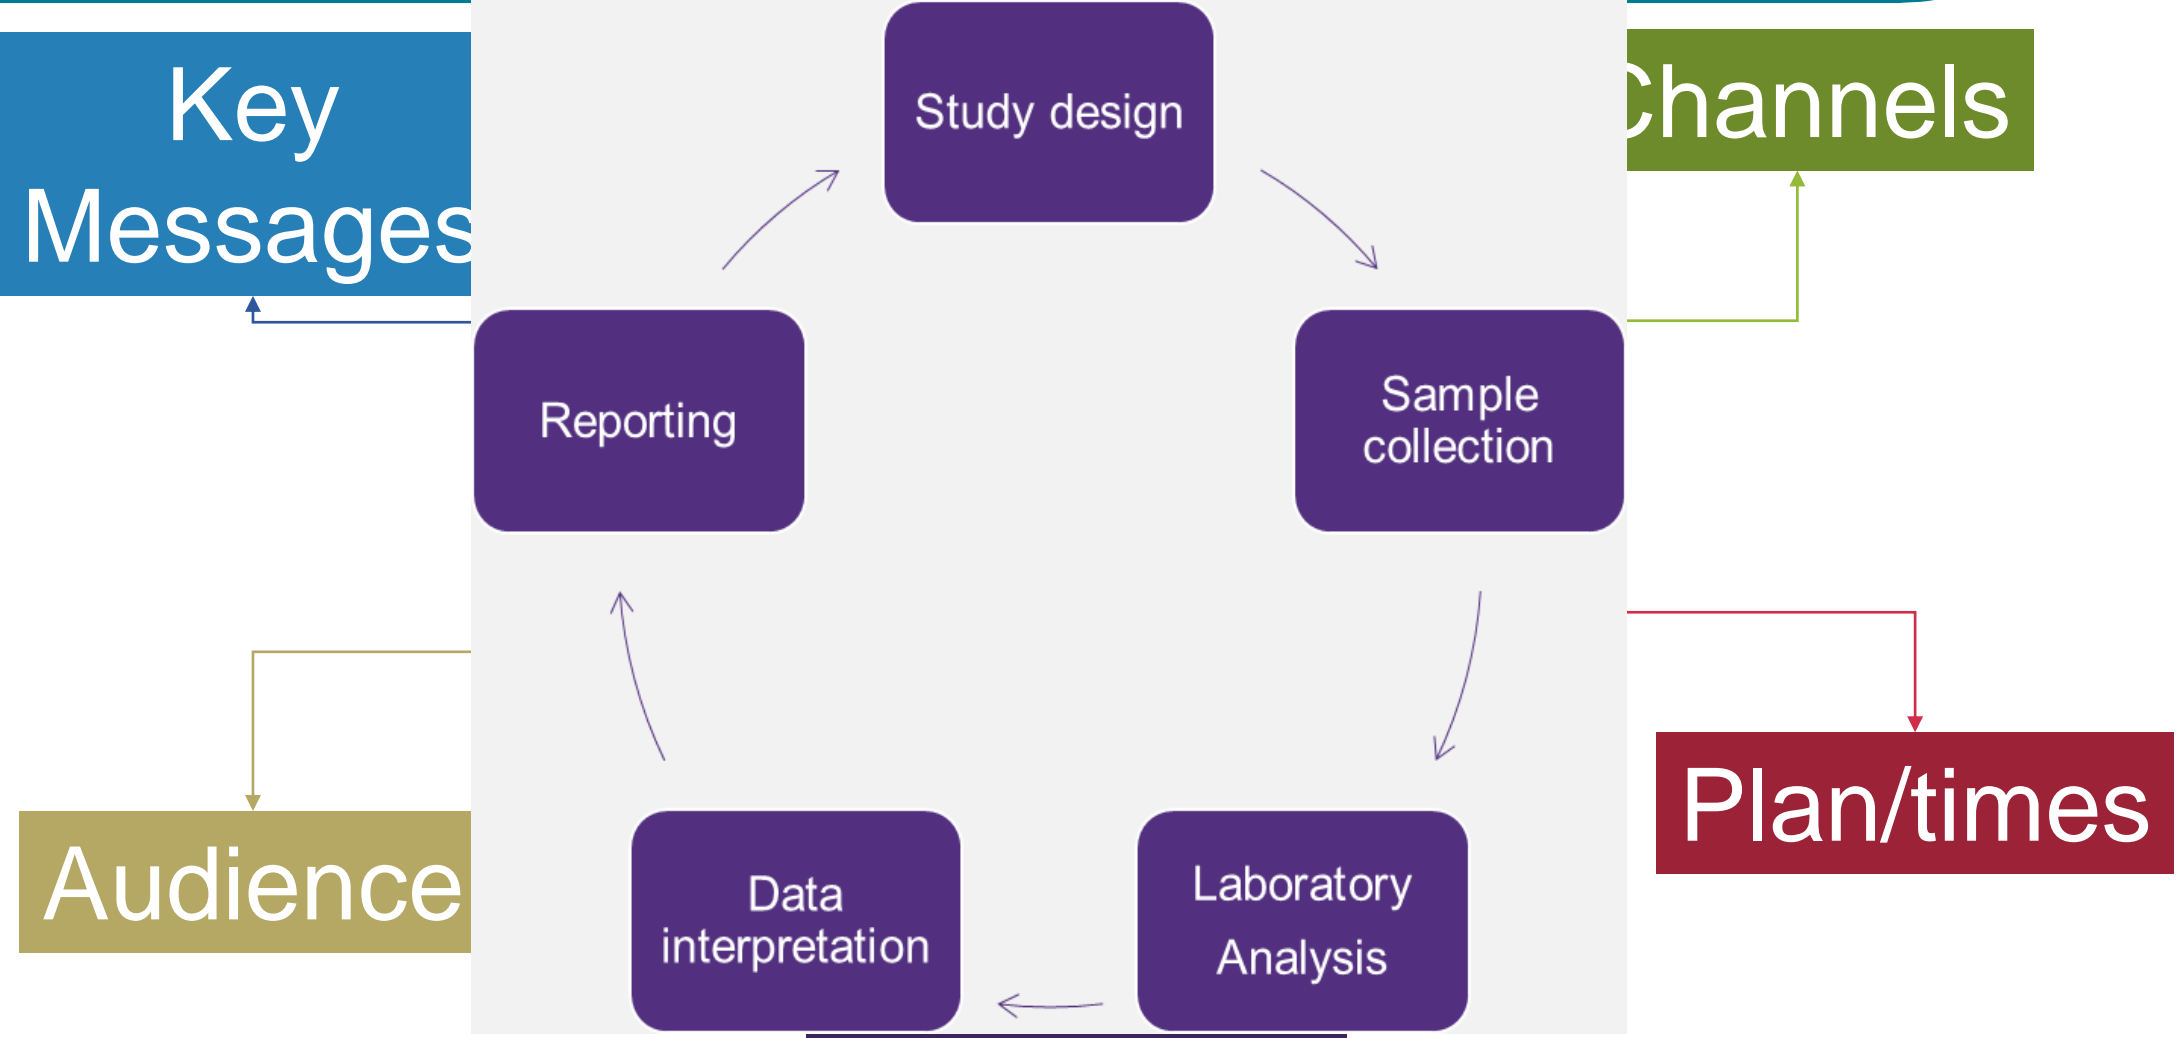 Key
Messages
Study design
Channels
Reporting
Sample
collection
Plan/times
Audience
Data
interpretation
Laboratory
Analysis